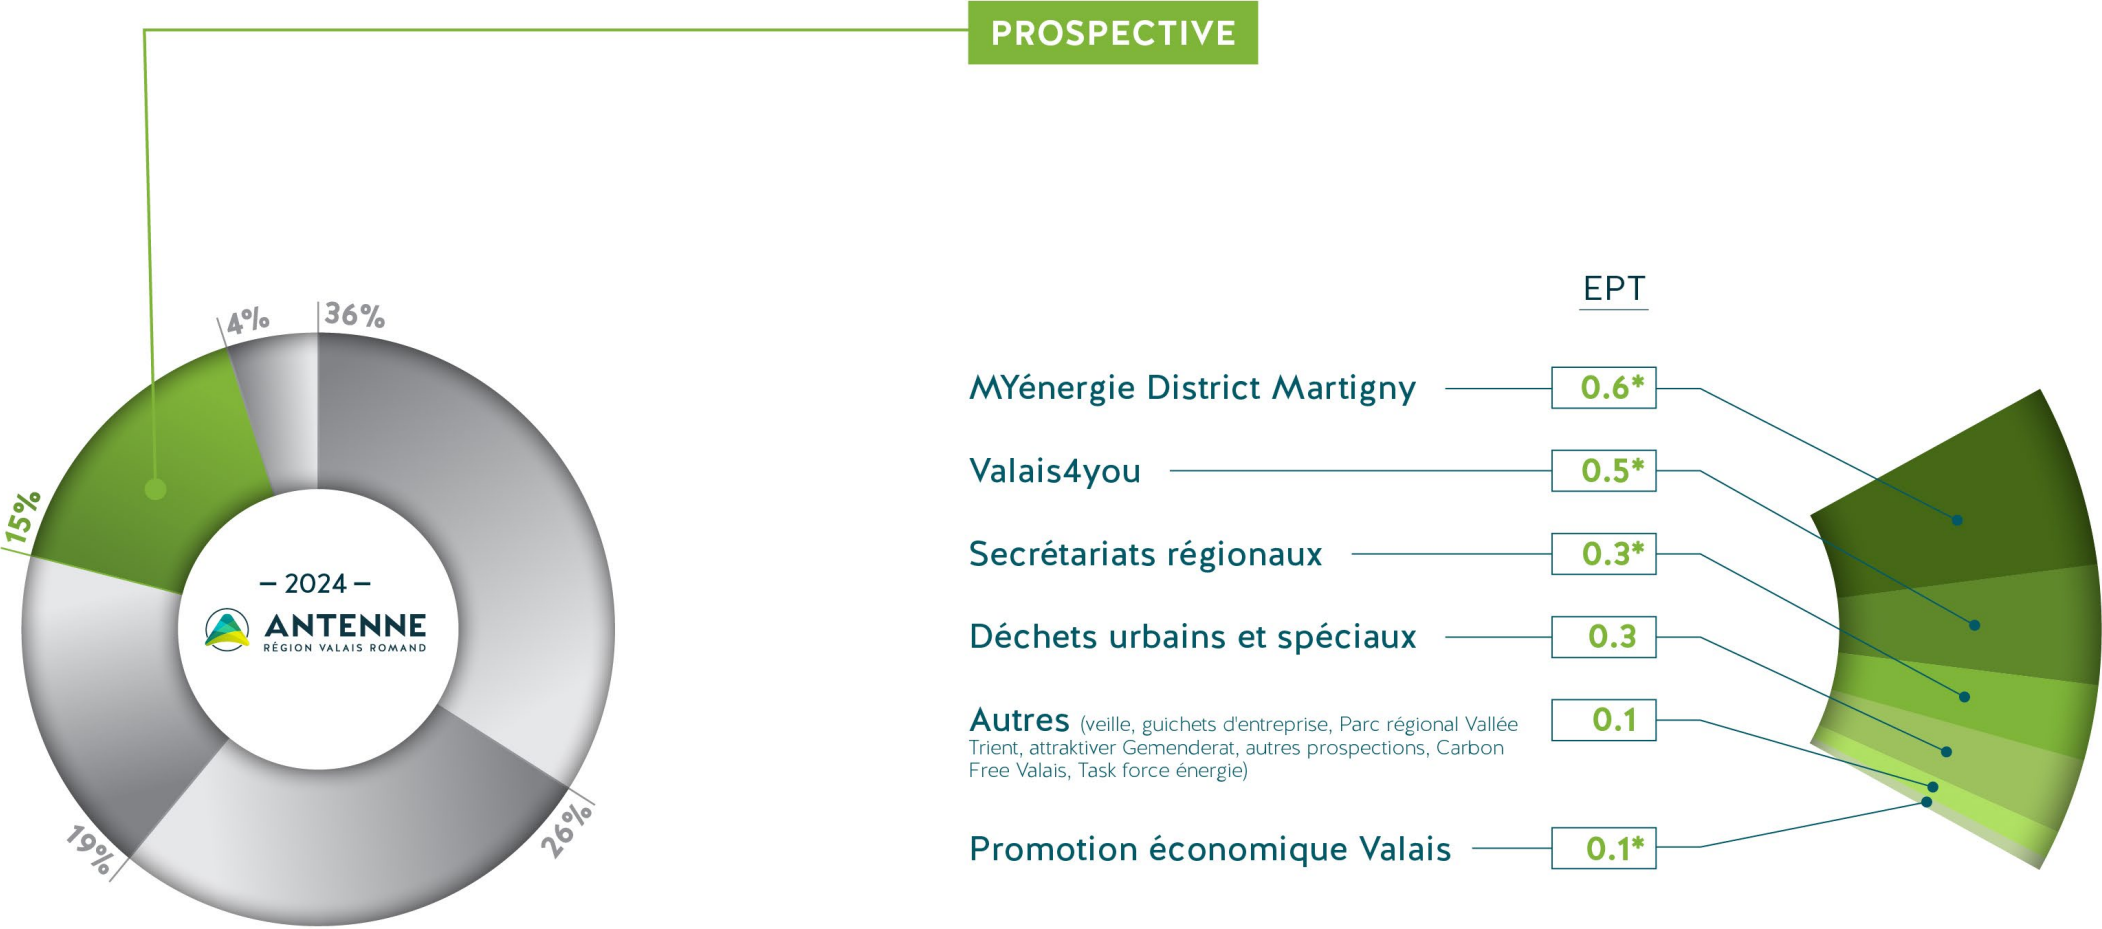 PROSPECTIVE
4%
36%
15%
19%
26%
– 2024 –
ANTENNE
RÉGION VALAIS ROMAND
EPT
MYénergie District Martigny 0.6*
Valais4you 0.5*
Secrétariats régionaux 0.3*
Déchets urbains et spéciaux 0.3
Autres (veille, guichets d'entreprise, Parc régional Vallée 0.1
Trient, attraktiver Gemenderat, autres prospections, Carbon
Free Valais, Task force énergie)
Promotion économique Valais 0.1*